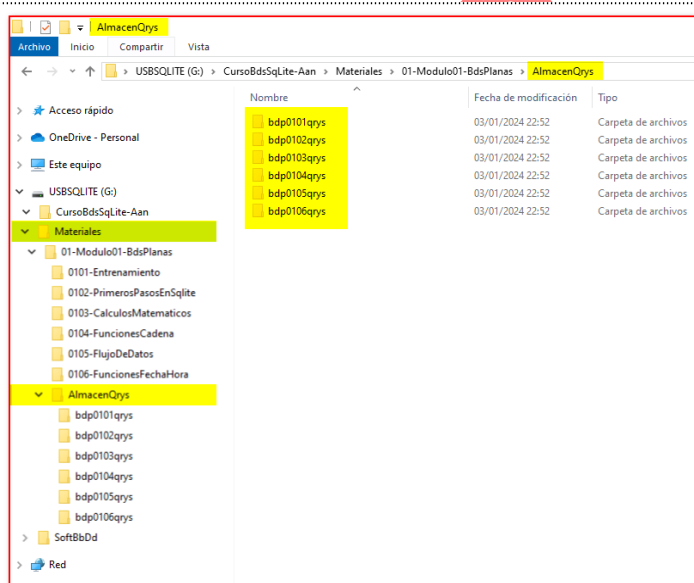 AlmacenQrys
Archivo Inicio Compartir Vista
USBSQLITE (G:) > CursoBdsSqLite-Aan > Materiales > 01-Modulo01-BdsPlanas > AlmacenQrys
Nombre Fecha de modificación Tipo
Acceso rápido
OneDrive - Personal
Este equipo
USBSQLITE (G:)
CursoBdsSqLite-Aan
Materiales
01-Modulo01-BdsPlanas
0101-Entrenamiento
0102-PrimerosPasosEnSqlite
0103-CalculosMatematicos
0104-FuncionesCadena
0105-FlujoDeDatos
0106-FuncionesFechaHora
AlmacenQrys
bdp0101qrys
bdp0102qrys
bdp0103qrys
bdp0104qrys
bdp0105qrys
bdp0106qrys
SoftBbDd
Red
bdp0101qrys 03/01/2024 22:52 Carpeta de archivos
bdp0102qrys 03/01/2024 22:52 Carpeta de archivos
bdp0103qrys 03/01/2024 22:52 Carpeta de archivos
bdp0104qrys 03/01/2024 22:52 Carpeta de archivos
bdp0105qrys 03/01/2024 22:52 Carpeta de archivos
bdp0106qrys 03/01/2024 22:52 Carpeta de archivos